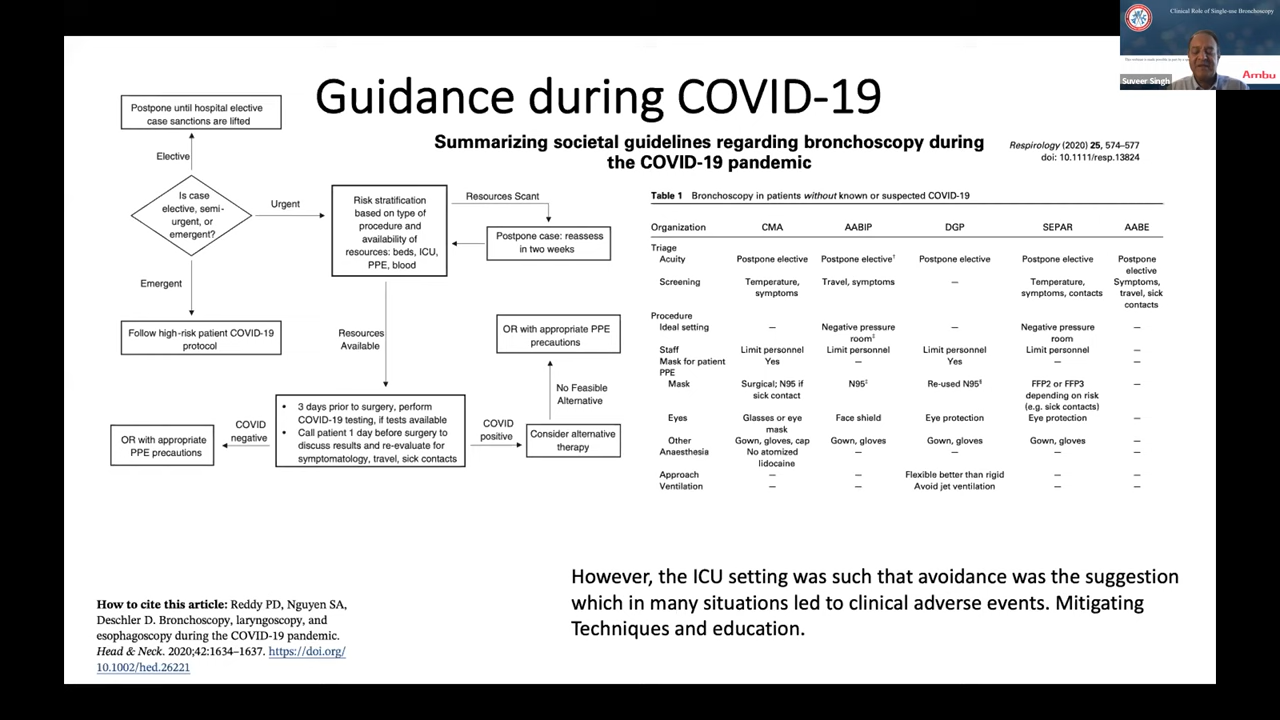 Clinical Role of Single-use Bronchoscopy
Suveer Singh
Ambu
Guidance during COVID-19
Postpone until hospital elective
case sanctions are lifted
Elective
Is case
elective, semi-
urgent, or
emergent?
Urgent
Risk stratification
based on type of
procedure and
availability of
resources: beds, ICU,
PPE, blood
Resources Scant
Postpone case: reassess
in two weeks
Emergent
Follow high-risk patient COVID-19
protocol
Resources
Available
OR with appropriate PPE
precautions
No Feasible
Alternative
• 3 days prior to surgery, perform
COVID-19 testing, if tests available
• Call patient 1 day before surgery to
discuss results and re-evaluate for
symptomatology, travel, sick contacts
COVID
negative
OR with appropriate
PPE precautions
COVID
positive
Consider alternative
therapy
Summarizing societal guidelines regarding bronchoscopy during
the COVID-19 pandemic
Respirology (2020) 25, 574–577
doi: 10.1111/resp.13824
Table 1 Bronchoscopy in patients without known or suspected COVID-19
Organization CMA AABIP DGP SEPAR AABE
Triage
Acuity Postpone elective Postpone elective† Postpone elective Postpone elective Postpone
elective
Screening Temperature, Travel, symptoms — Temperature, Symptoms,
symptoms symptoms, contacts travel, sick
contacts
Procedure
Ideal setting — Negative pressure — Negative pressure —
room‡ room
Staff Limit personnel Limit personnel Limit personnel Limit personnel —
Mask for patient Yes — Yes — —
PPE
Mask Surgical; N95 if N95‡ Re-used N95§ FFP2 or FFP3 —
sick contact depending on risk
(e.g. sick contacts)
Eyes Glasses or eye Face shield Eye protection Eye protection —
mask
Other Gown, gloves, cap Gown, gloves Gown, gloves Gown, gloves —
Anaesthesia No atomized — — — —
lidocaine
Approach — — Flexible better than rigid — —
Ventilation — — Avoid jet ventilation — —
However, the ICU setting was such that avoidance was the suggestion
which in many situations led to clinical adverse events. Mitigating
Techniques and education.
How to cite this article: Reddy PD, Nguyen SA,
Deschler D. Bronchoscopy, laryngoscopy, and
esophagoscopy during the COVID-19 pandemic.
Head & Neck. 2020;42:1634–1637. https://doi.org/
10.1002/hed.26221